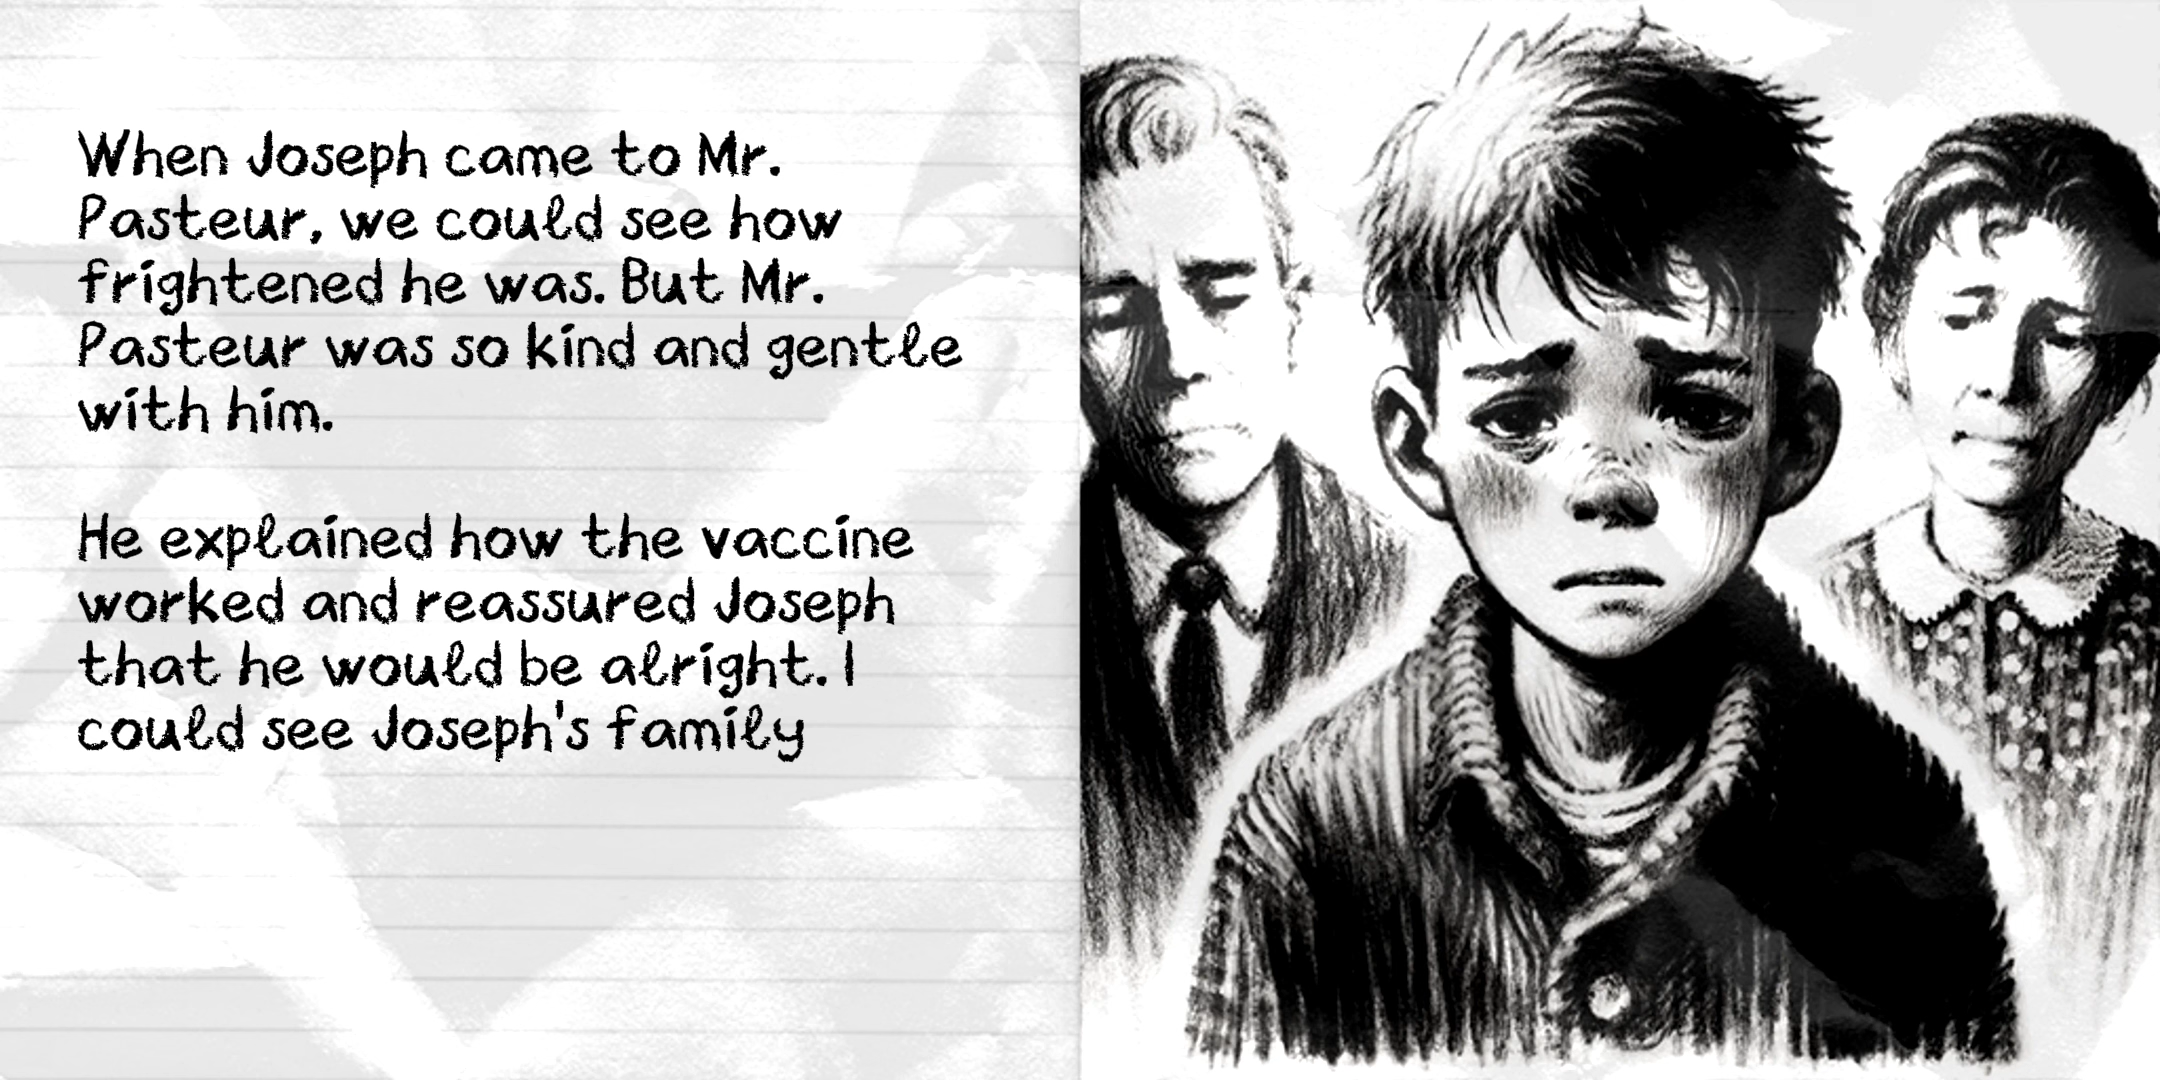 When Joseph came to Mr.
Pasteur, we could see how
frightened he was. But Mr.
Pasteur was so kind and gentle
with him.
He explained how the vaccine
worked and reassured Joseph
that he would be alright. I
could see Joseph's family